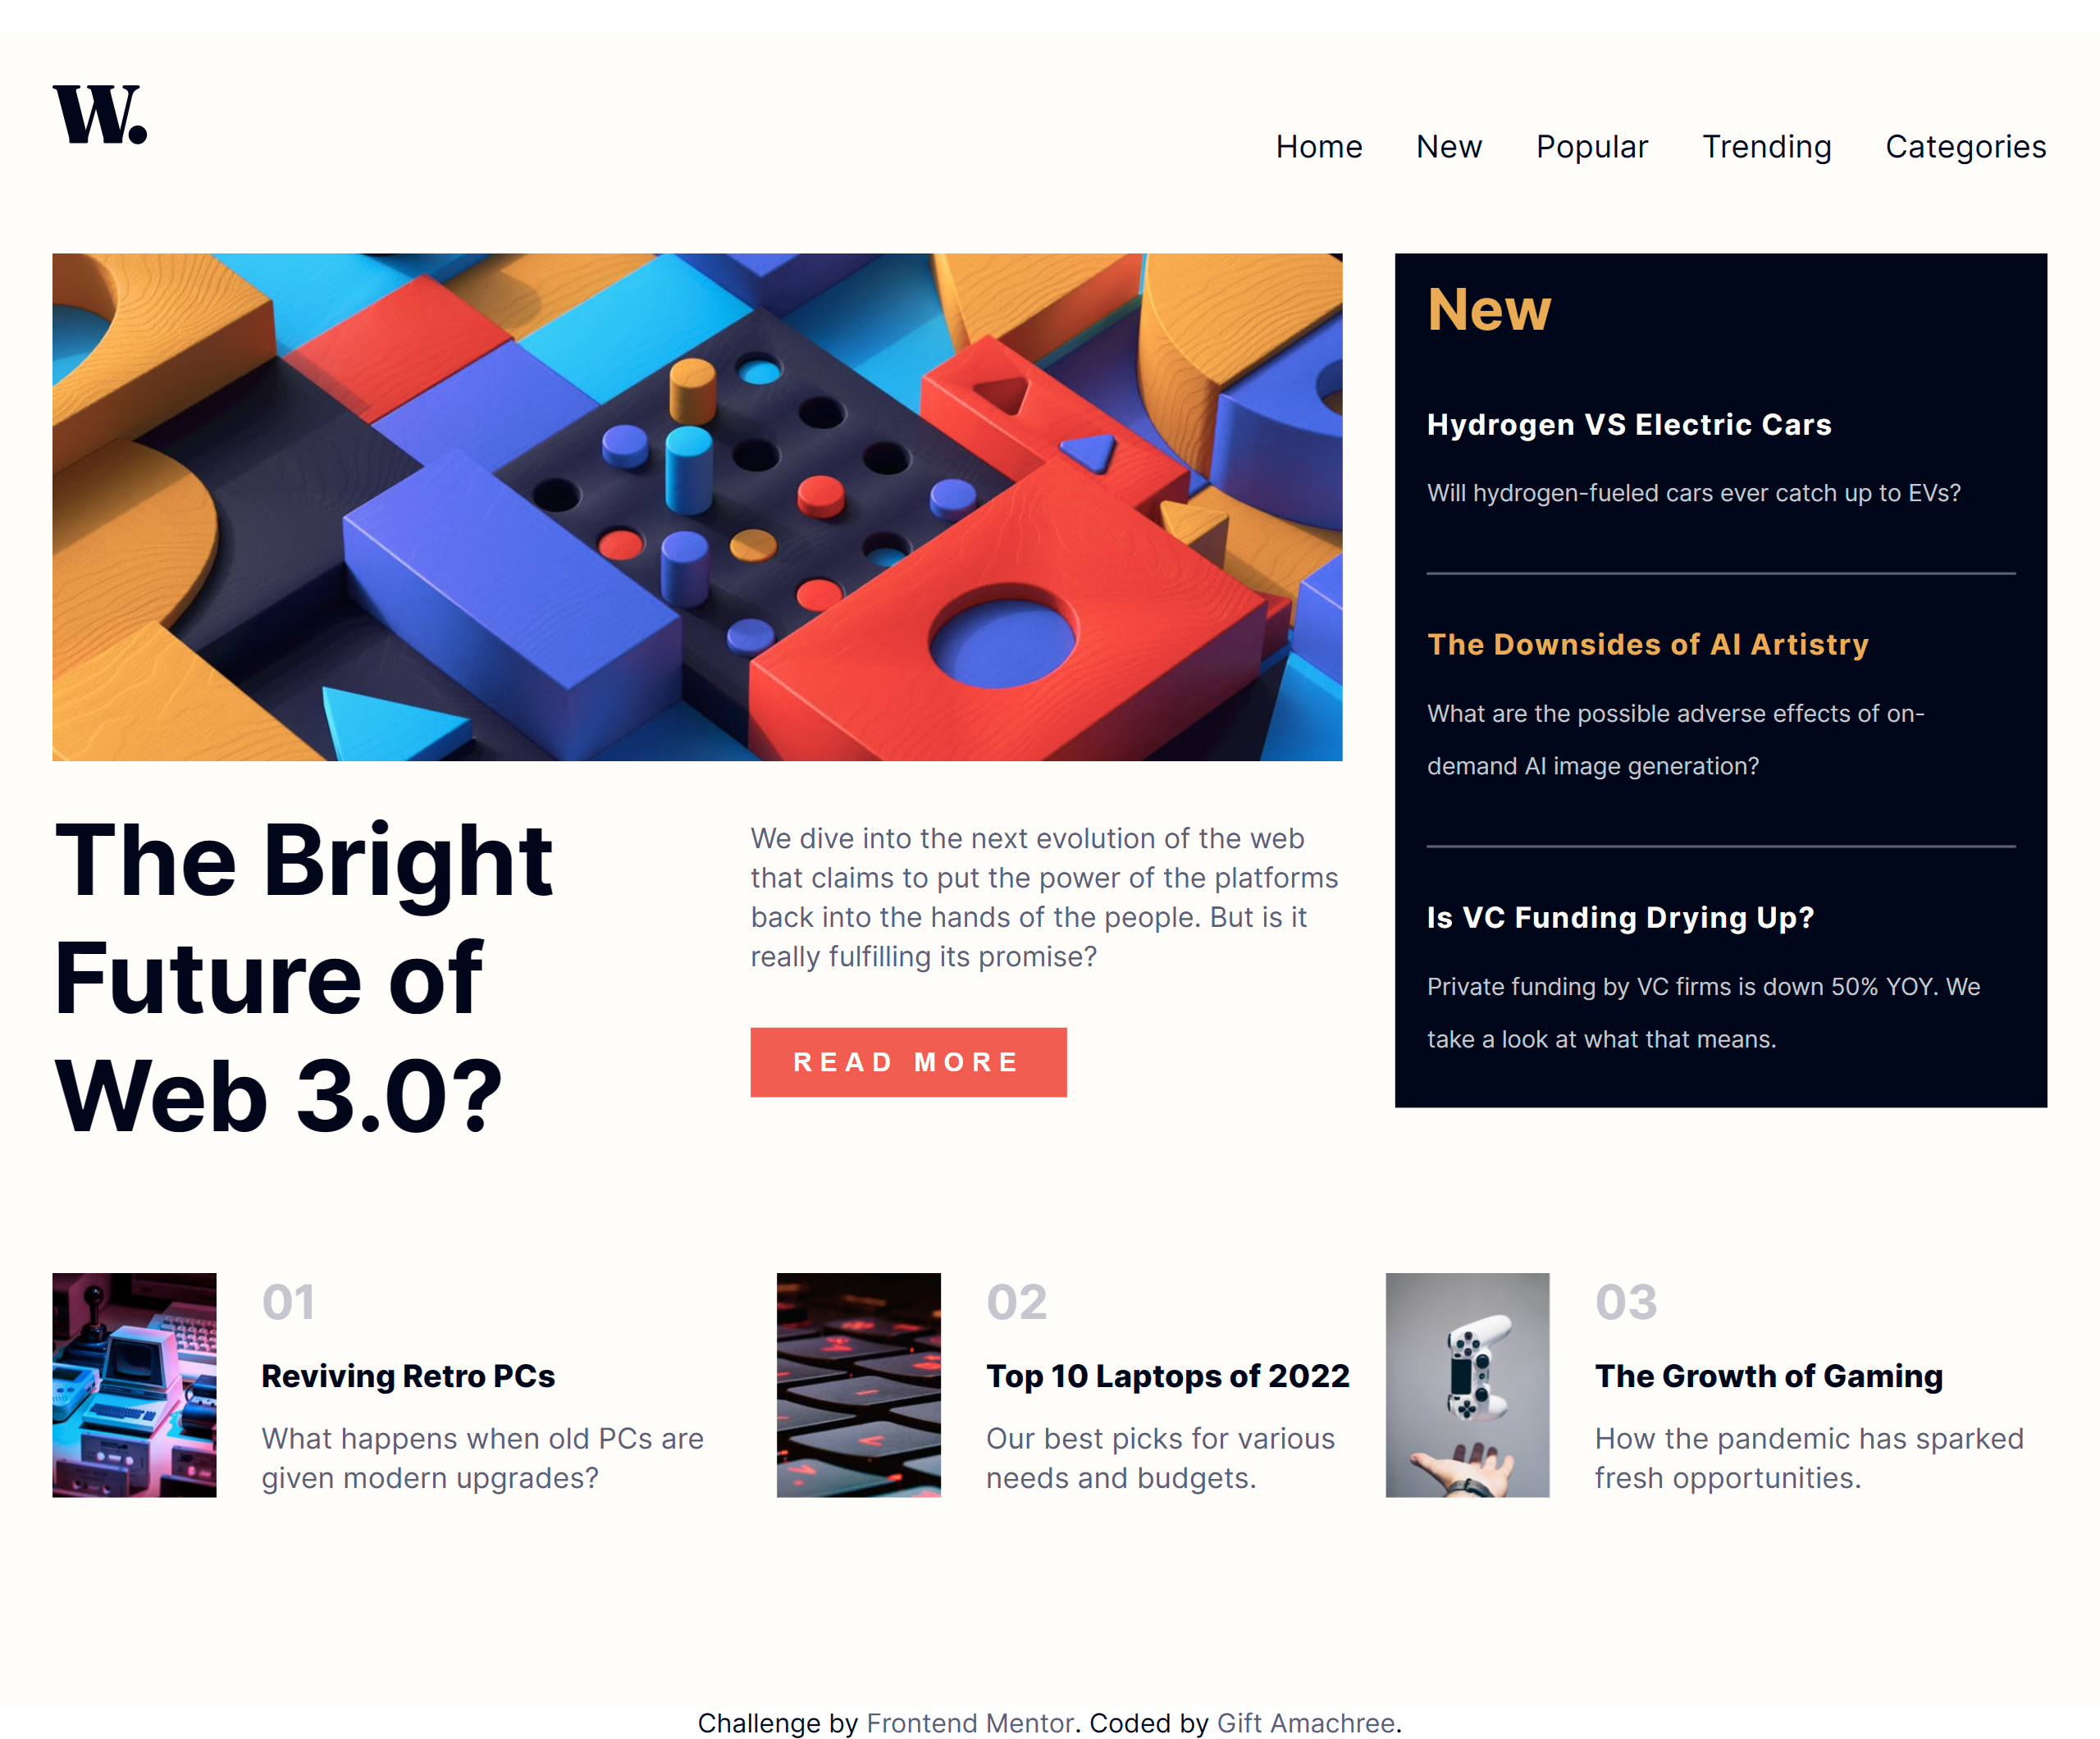 W.
Home New Popular Trending Categories
New
Hydrogen VS Electric Cars
Will hydrogen-fueled cars ever catch up to EVs?
The Downsides of AI Artistry
What are the possible adverse effects of on-
demand AI image generation?
Is VC Funding Drying Up?
Private funding by VC firms is down 50% YOY. We
take a look at what that means.
The Bright
Future of
Web 3.0?
We dive into the next evolution of the web
that claims to put the power of the platforms
back into the hands of the people. But is it
really fulfilling its promise?
READ MORE
01
Reviving Retro PCs
What happens when old PCs are
given modern upgrades?
02
Top 10 Laptops of 2022
Our best picks for various
needs and budgets.
03
The Growth of Gaming
How the pandemic has sparked
fresh opportunities.
Challenge by Frontend Mentor. Coded by Gift Amachree.